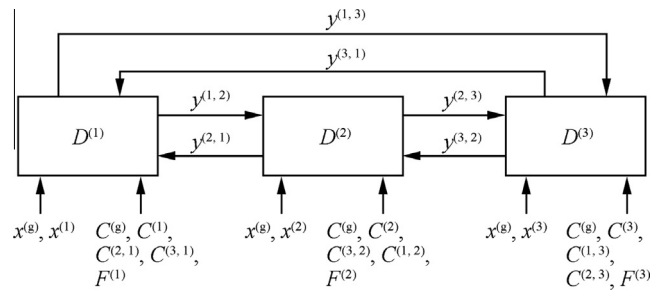 y(1, 3)
y(3, 1)
y(1, 2) y(2, 3)
D(1) D(2) D(3)
y(2, 1) y(3, 2)
x(g), x(1) C(g), C(1), x(g), x(2) C(g), C(2), x(g), x(3) C(g), C(3),
C(2, 1), C(3, 1), C(3, 2), C(1, 2), C(1, 3),
F(1) F(2) C(2, 3), F(3)